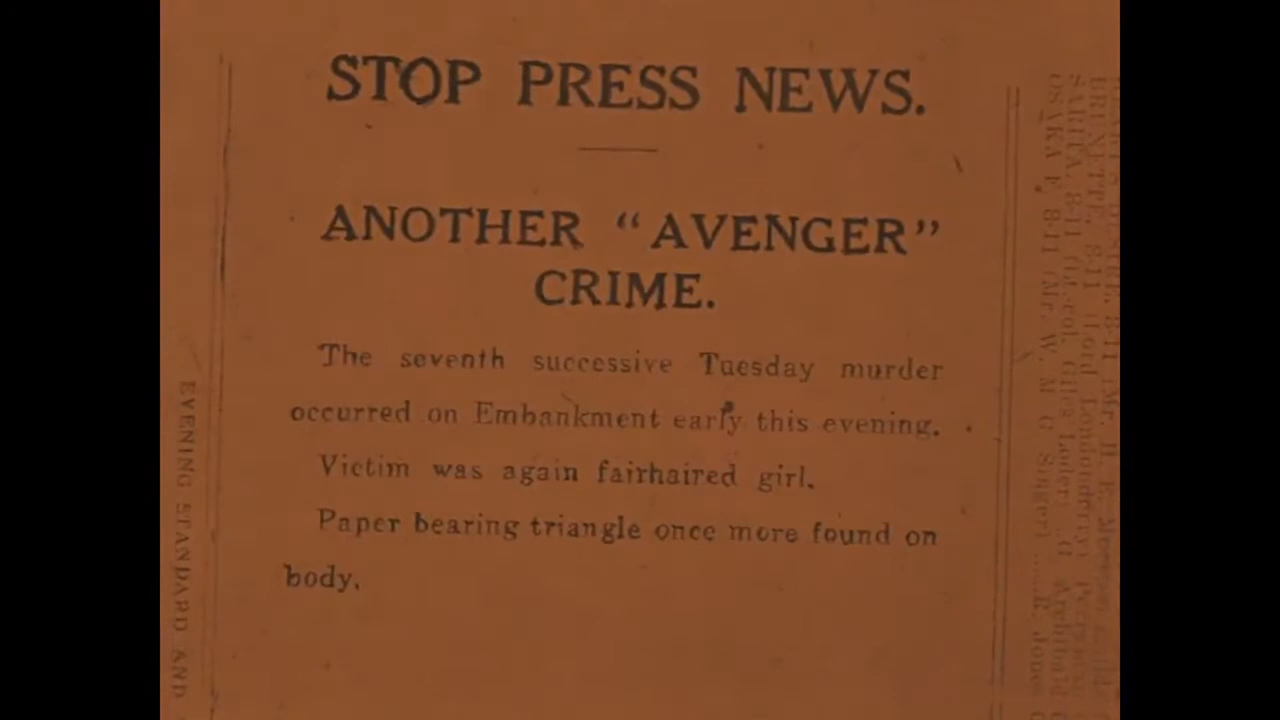 STOP PRESS NEWS.
ANOTHER "AVENGER"
CRIME.
The seventh successive Tuesday murder
occurred on Embankment early this evening.
Victim was again fairhaired girl.
Paper bearing triangle once more found on
body.
EVENING STANDARD AND